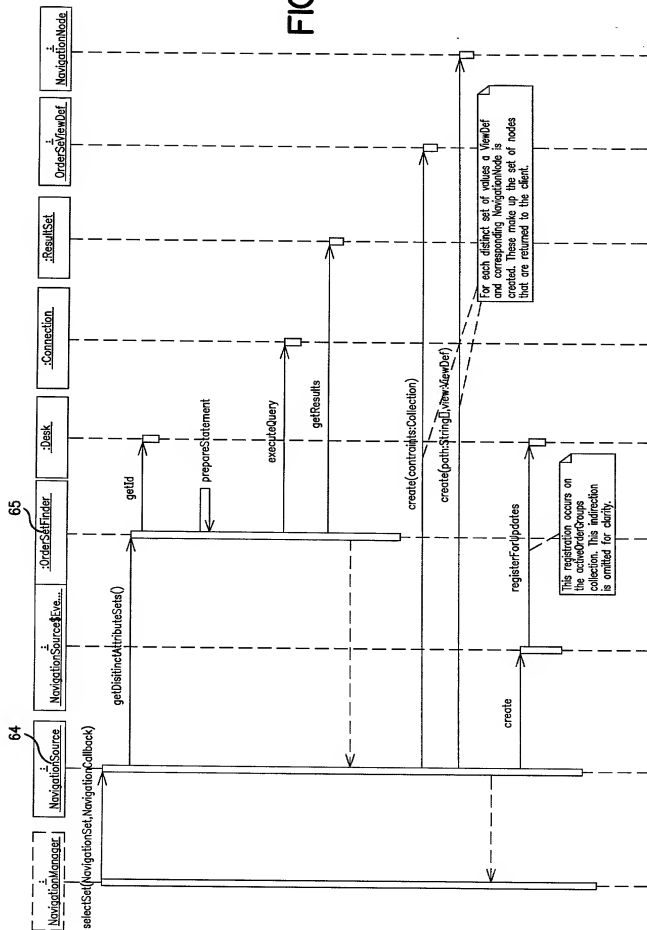 FIG
64
65
:
NavigationManager
:
NavigationSource
:
NavigationSource$Eve...
:OrderSetFinder
:Desk
:Connection
:ResultSet
:
OrderSeViewDef
:
NavigationNode
selectSet(NavigationSet,NavigationCallback)
getDisitinctAttributeSets()
getId
prepareStatement
executeQuery
getResults
create(contraints:Collection)
create(path:String[],view:ViewDef)
For each distinct set of values a ViewDef
and corresponding NavigationNode is
created. These make up the set of nodes
that are returned to the client.
create
registerForUpdates
This registration occurs on
the activeOrderGroups
collection. This indirection
is omitted for clarity.